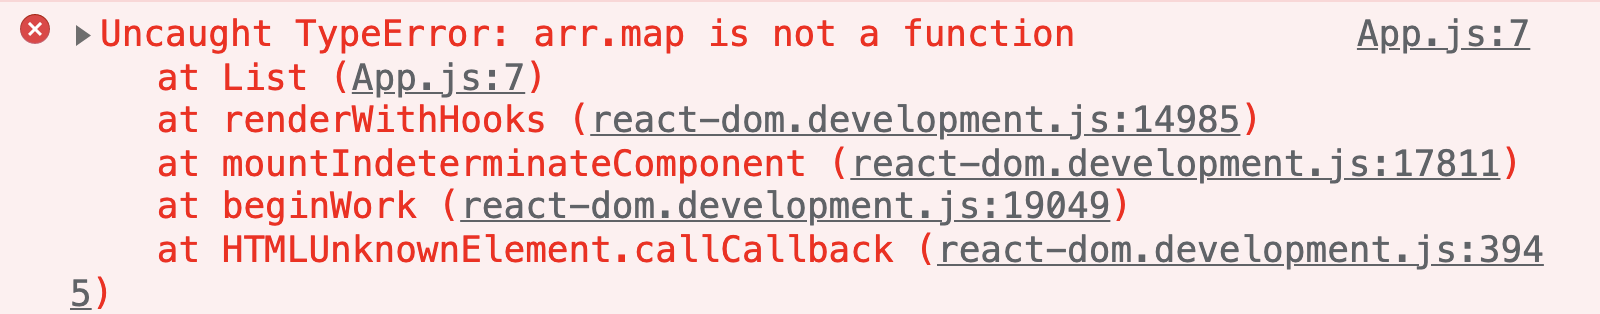 Uncaught TypeError: arr.map is not a function App.js:7
at List (App.js:7)
at renderWithHooks (react-dom.development.js:14985)
at mountIndeterminateComponent (react-dom.development.js:17811)
at beginWork (react-dom.development.js:19049)
at HTMLUnknownElement.callCallback (react-dom.development.js:394
5)